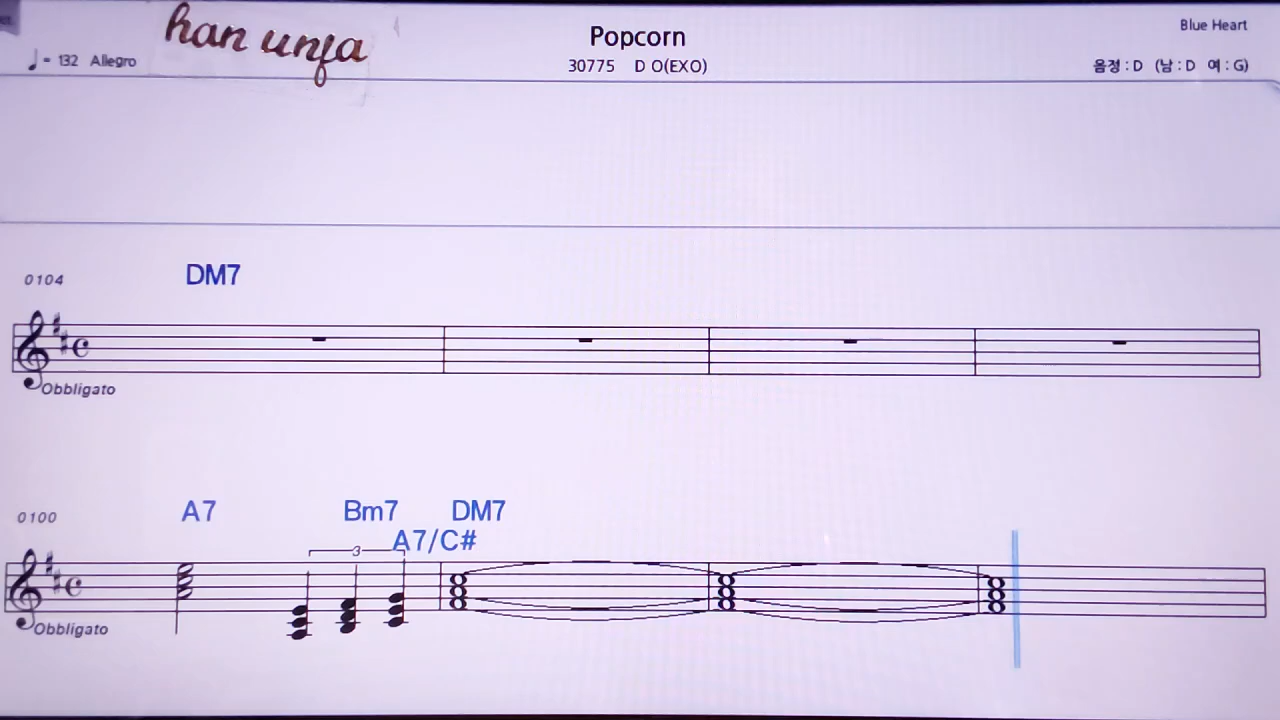 han unfa
Popcorn
Blue Heart
♩= 132 Allegro
30775 D O(EXO)
음정 : D (남 : D 여 : G)
0104
DM7
Obbligato
0100
A7 Bm7 DM7
A7/C#
3
Obbligato